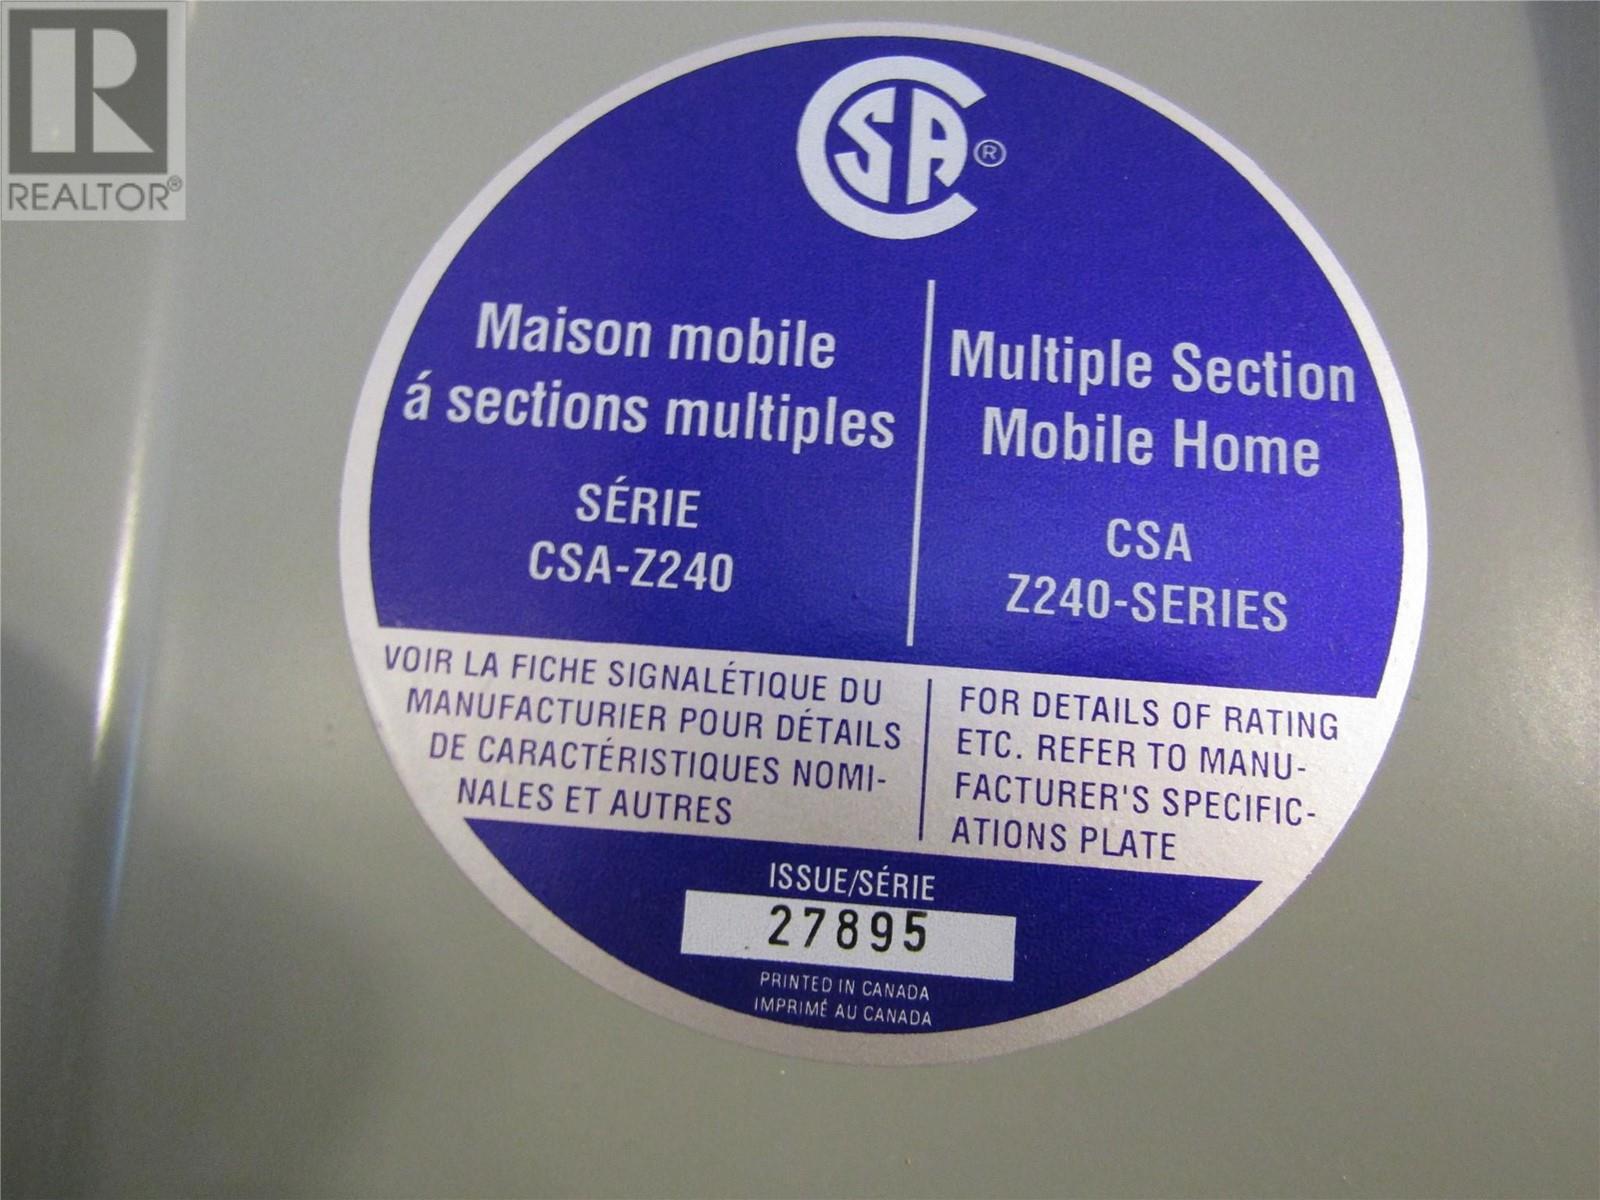 REALTOR®
CSA ®
Maison mobile
á sections multiples
SÉRIE
CSA-Z240
Multiple Section
Mobile Home
CSA
Z240-SERIES
VOIR LA FICHE SIGNALÉTIQUE DU
MANUFACTURIER POUR DÉTAILS
DE CARACTÉRISTIQUES NOMI-
NALES ET AUTRES
FOR DETAILS OF RATING
ETC. REFER TO MANU-
FACTURER'S SPECIFIC-
ATIONS PLATE
ISSUE/SÉRIE
27895
PRINTED IN CANADA
IMPRIMÉ AU CANADA